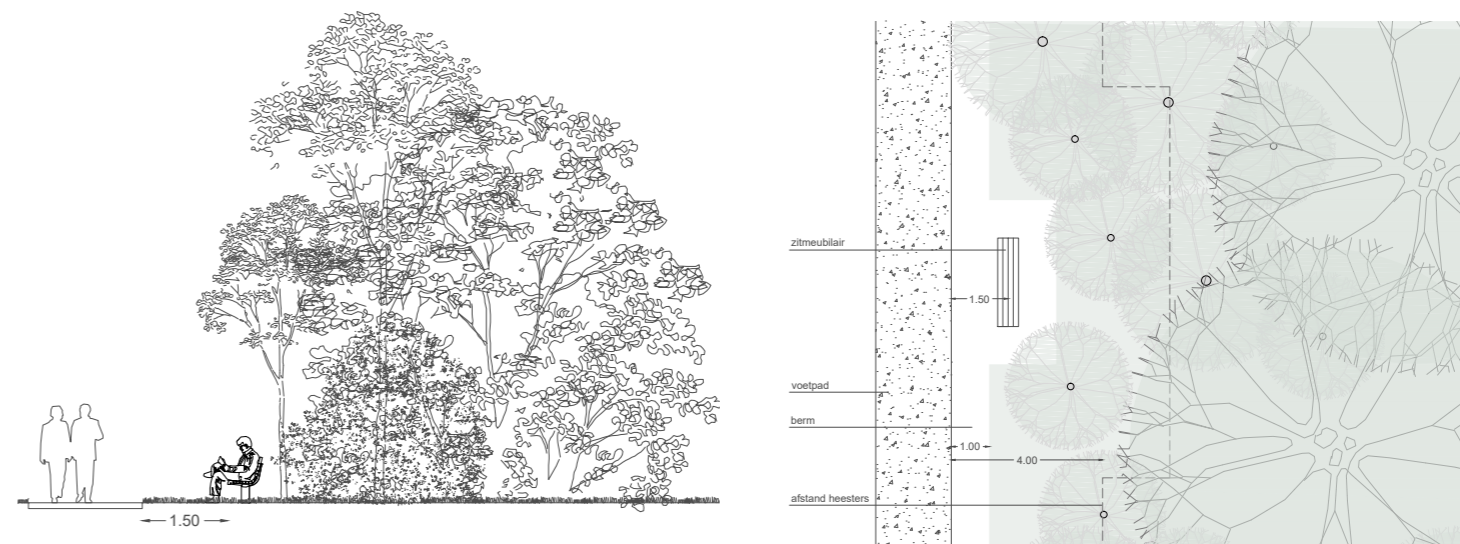 1.50
zitmeubilair
1.50
voetpad
berm
1.00
4.00
afstand heesters